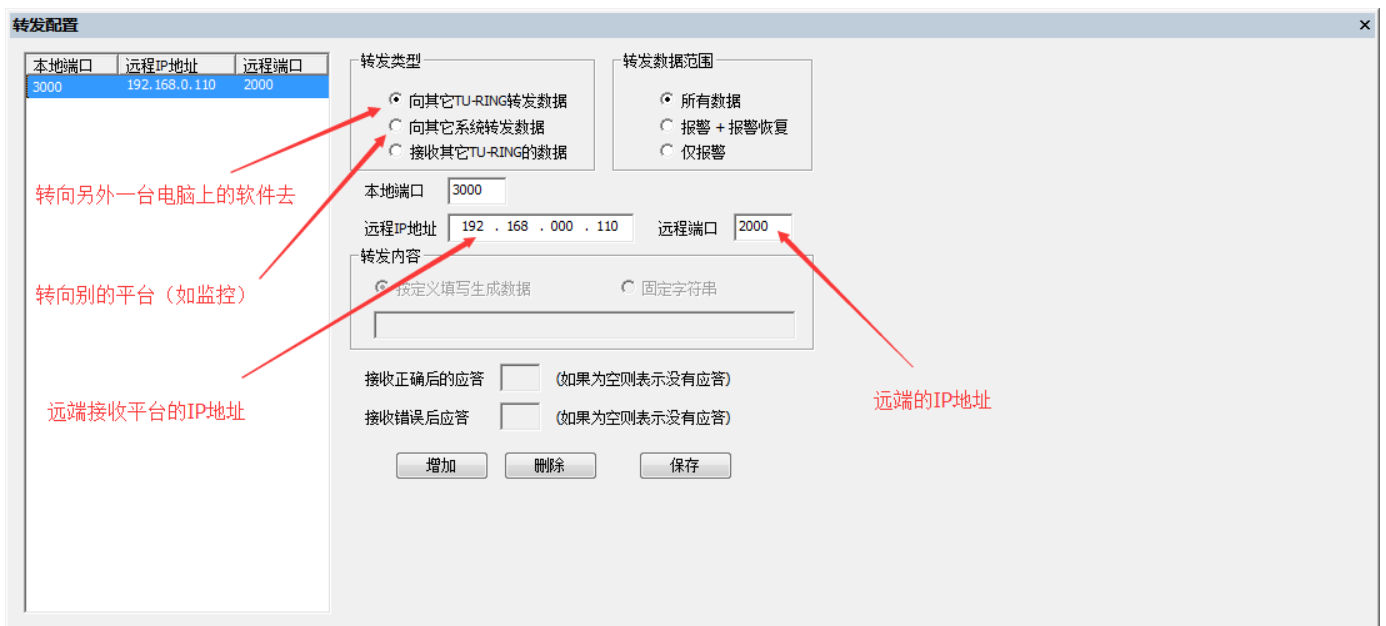 转发配置
本地端口 远程IP地址 远程端口
3000 192.168.0.110 2000
转发类型
向其它TU-RING转发数据
向其它系统转发数据
接收其它TU-RING的数据
转发数据范围
所有数据
报警 + 报警恢复
仅报警
本地端口 3000
远程IP地址 192 . 168 . 000 . 110 远程端口 2000
转发内容
按定义填写生成数据 固定字符串
接收正确后的应答 (如果为空则表示没有应答)
接收错误后应答 (如果为空则表示没有应答)
增加 删除 保存
转向另外一台电脑上的软件去
转向别的平台（如监控）
远端接收平台的IP地址
远端的IP地址